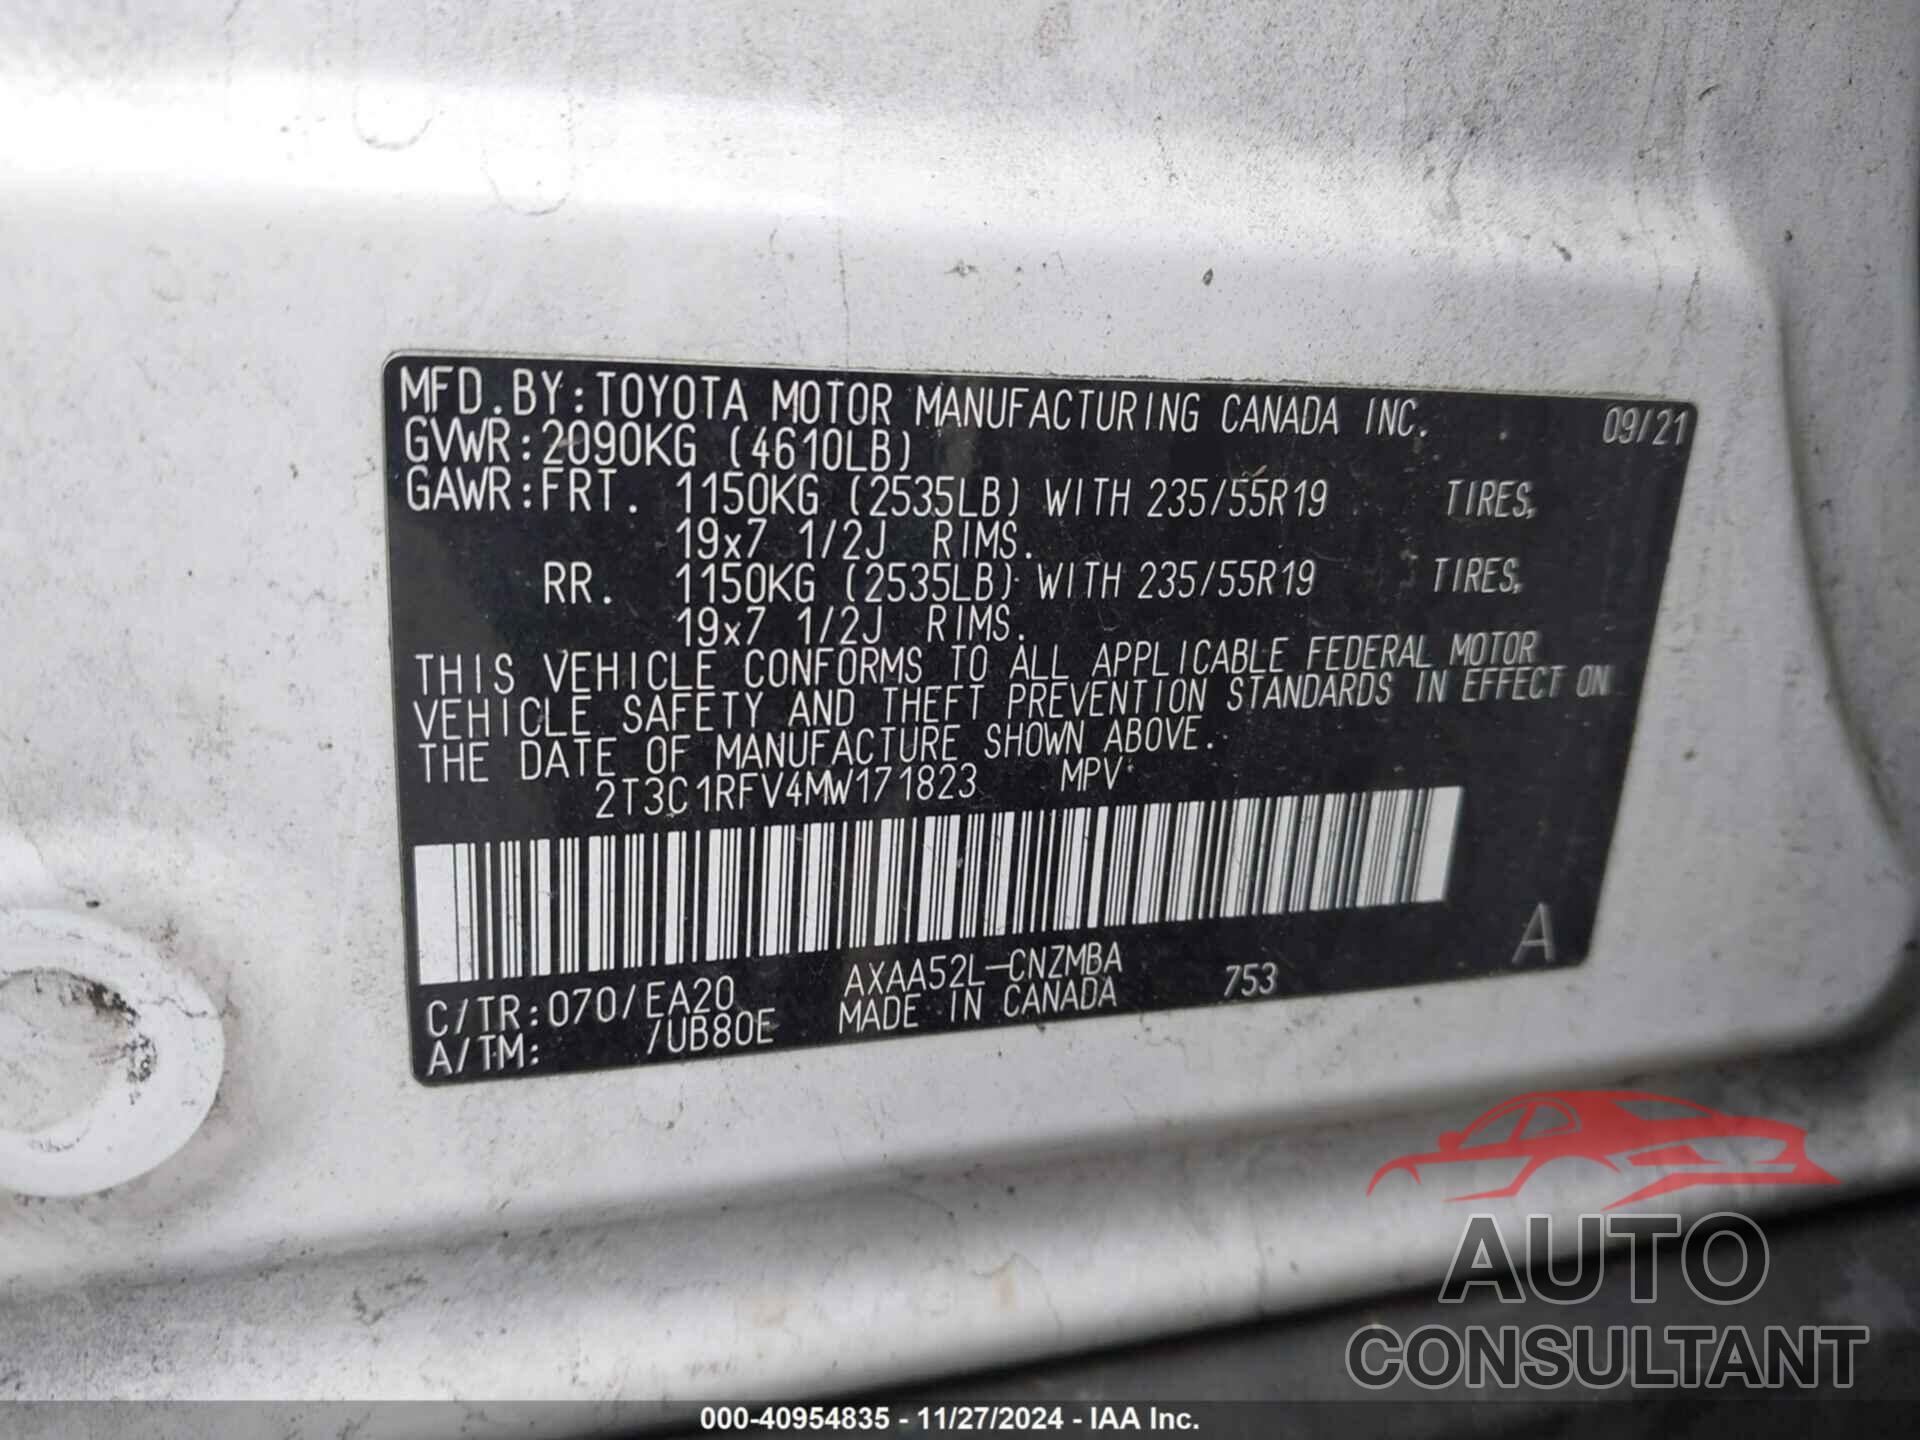 MFD.BY:TOYOTA MOTOR MANUFACTURING CANADA INC. 09/21
GVWR:2090KG (4610LB)
GAWR:FRT. 1150KG (2535LB) WITH 235/55R19 TIRES,
19x7 1/2J RIMS.
RR. 1150KG (2535LB) WITH 235/55R19 TIRES,
19x7 1/2J RIMS.
THIS VEHICLE CONFORMS TO ALL APPLICABLE FEDERAL MOTOR
VEHICLE SAFETY AND THEFT PREVENTION STANDARDS IN EFFECT ON
THE DATE OF MANUFACTURE SHOWN ABOVE.
2T3C1RFV4MW171823 MPV
A
C/TR:070/EA20 AXAA52L-CNZMBA 753
A/TM: /UB80E MADE IN CANADA
AUTO
CONSULTANT
000-40954835 - 11/27/2024 - IAA Inc.